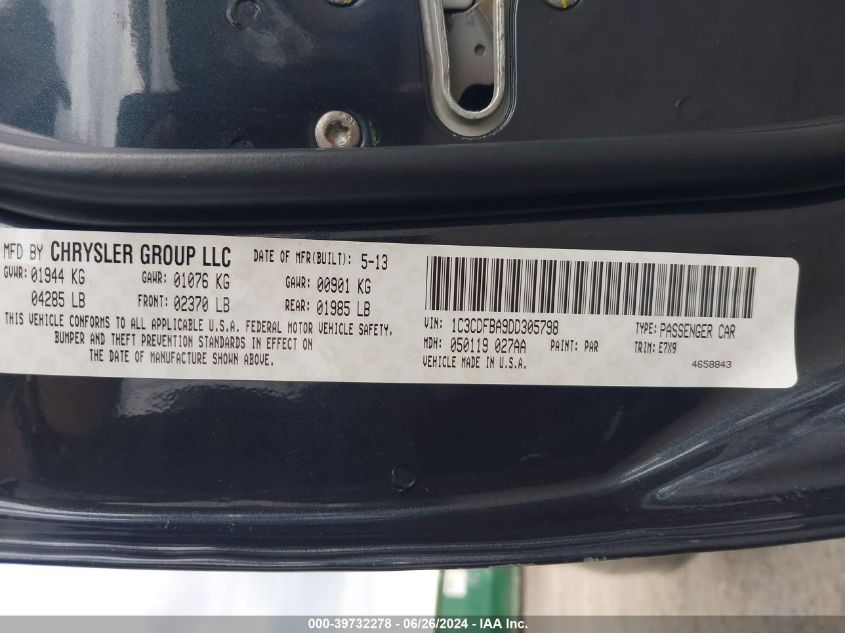 MFD BY CHRYSLER GROUP LLC DATE OF MFR(BUILT): 5-13
GVWR: 01944 KG GAWR: 01076 KG GAWR: 00901 KG
04285 LB FRONT: 02370 LB REAR: 01985 LB
THIS VEHICLE CONFORMS TO ALL APPLICABLE U.S.A. FEDERAL MOTOR VEHICLE SAFETY,
BUMPER AND THEFT PREVENTION STANDARDS IN EFFECT ON
THE DATE OF MANUFACTURE SHOWN ABOVE.
VIN: 1C3CDFBA9DD305798 TYPE: PASSENGER CAR
MDH: 050119 027AA PAINT: PAR TRIM: E7X9
VEHICLE MADE IN U.S.A. 4658843
000-39732278 - 06/26/2024 - IAA Inc.